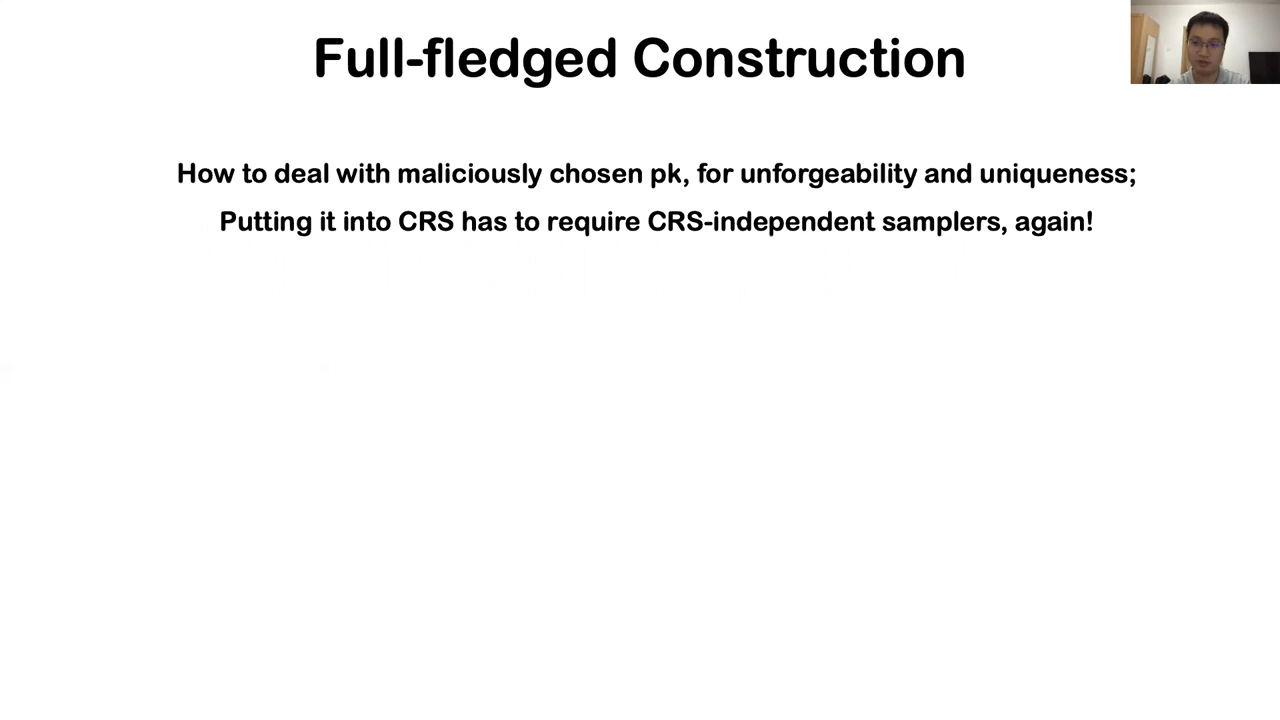 Full-fledged Construction
How to deal with maliciously chosen pk, for unforgeability and uniqueness;
Putting it into CRS has to require CRS-independent samplers, again!